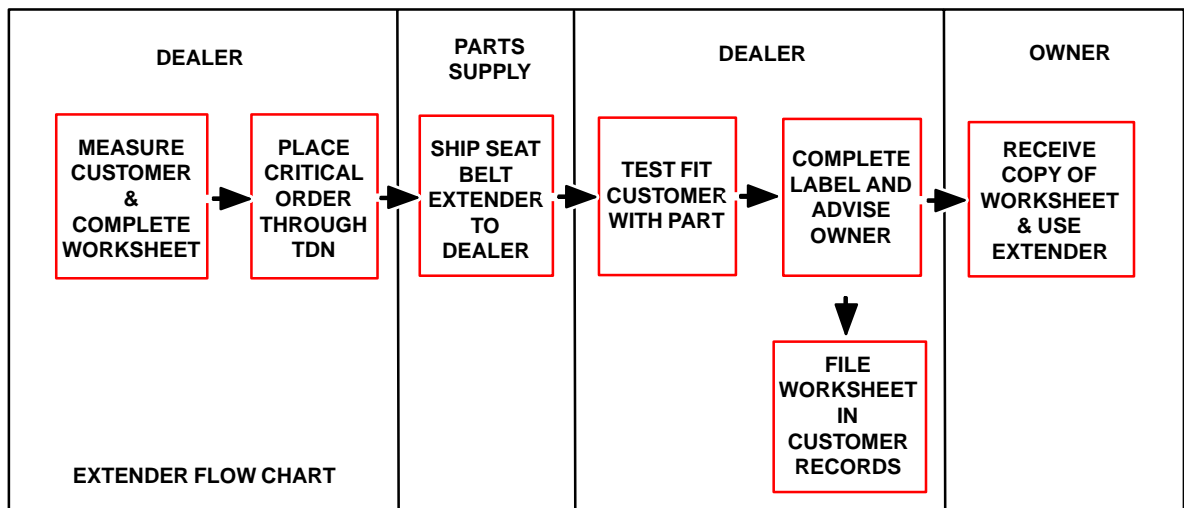 DEALER
MEASURE
CUSTOMER
&
COMPLETE
WORKSHEET
PLACE
CRITICAL
ORDER
THROUGH
TDN
EXTENDER FLOW CHART
PARTS
SUPPLY
SHIP SEAT
BELT
EXTENDER
TO
DEALER
DEALER
TEST FIT
CUSTOMER
WITH PART
COMPLETE
LABEL AND
ADVISE
OWNER
FILE
WORKSHEET
IN
CUSTOMER
RECORDS
OWNER
RECEIVE
COPY OF
WORKSHEET
& USE
EXTENDER